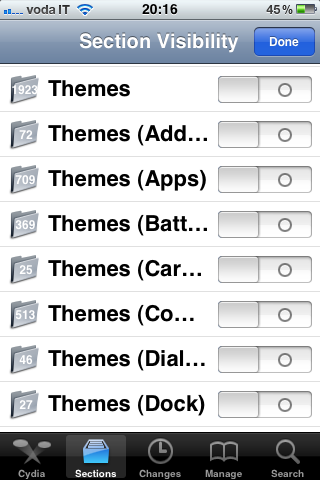 voda IT 20:16 45 %
Section Visibility Done
1923 Themes
72 Themes (Add...
709 Themes (Apps)
369 Themes (Batt...
25 Themes (Car...
513 Themes (Co...
46 Themes (Dial...
27 Themes (Dock)
Cydia Sections Changes Manage Search